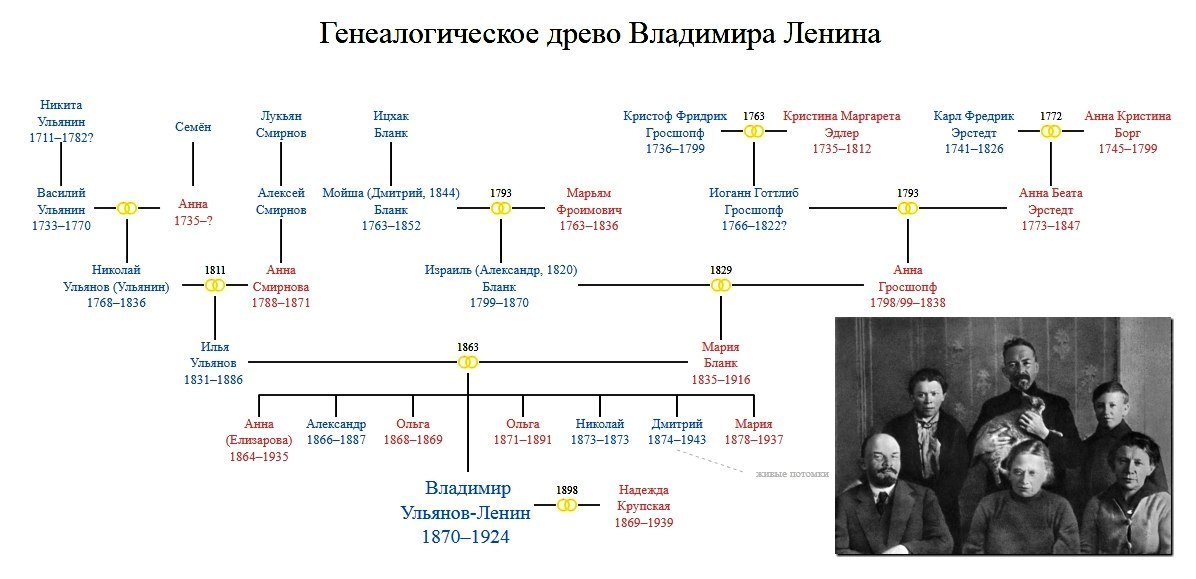 Генеалогическое древо Владимира Ленина
Никита
Ульянин
1711–1782?
Семён
Лукьян
Смирнов
Ицхак
Бланк
Кристоф Фридрих
Гросшопф
1736–1799
1763
Кристина Маргарета
Эдлер
1735–1812
Карл Фредрик
Эрстедт
1741–1826
1772
Анна Кристина
Борг
1745–1799
Василий
Ульянин
1733–1770
Анна
1735–?
Алексей
Смирнов
Мойша (Дмитрий, 1844)
Бланк
1763–1852
1793
Марьям
Фроимович
1763–1836
Иоганн Готтлиб
Гросшопф
1766–1822?
1793
Анна Беата
Эрстедт
1773–1847
Николай
Ульянов (Ульянин)
1768–1836
1811
Анна
Смирнова
1788–1871
Израиль (Александр, 1820)
Бланк
1799–1870
1829
Анна
Гросшопф
1798/99–1838
Илья
Ульянов
1831–1886
1863
Мария
Бланк
1835–1916
Анна
(Елизарова)
1864–1935
Александр
1866–1887
Ольга
1868–1869
Ольга
1871–1891
Николай
1873–1873
Дмитрий
1874–1943
Мария
1878–1937
живые потомки
Владимир
Ульянов-Ленин
1870–1924
1898
Надежда
Крупская
1869–1939